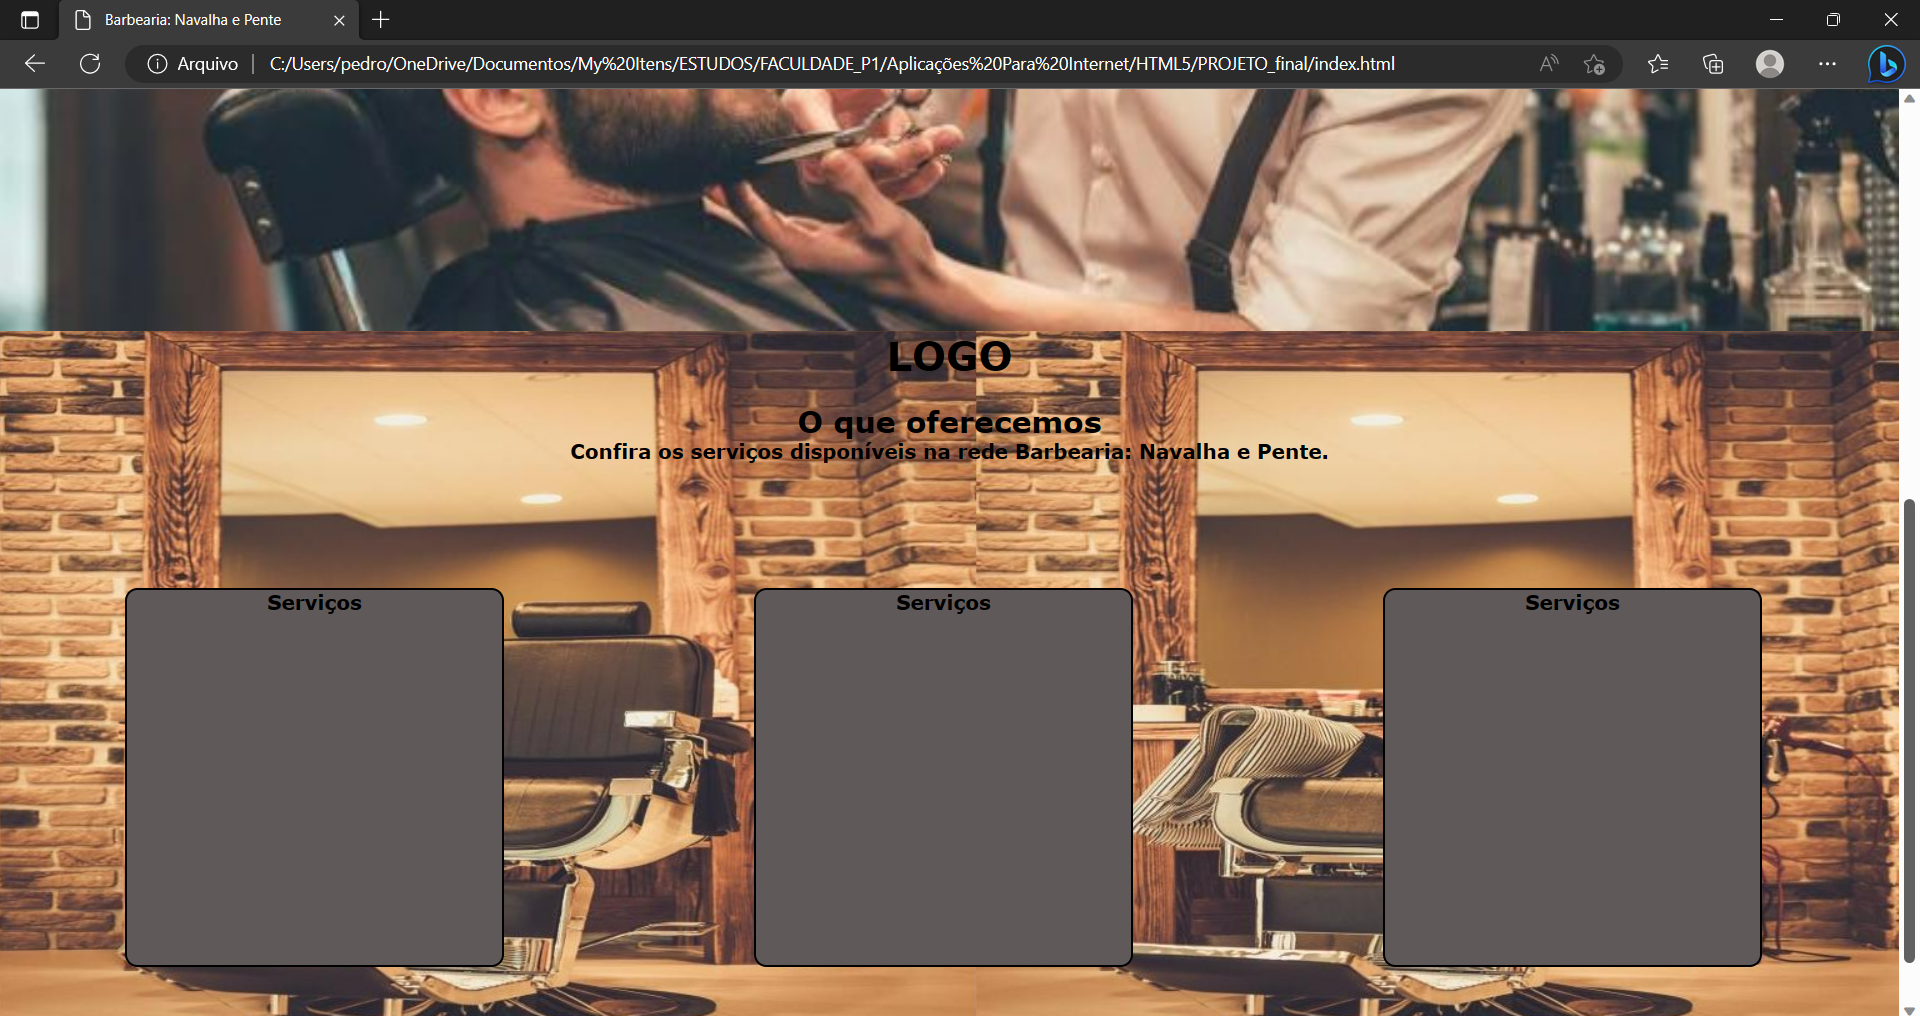 Barbearia: Navalha e Pente
Arquivo
C:/Users/pedro/OneDrive/Documentos/My%20Itens/ESTUDOS/FACULDADE_P1/Aplicações%20Para%20Internet/HTML5/PROJETO_final/index.html
LOGO
O que oferecemos
Confira os serviços disponíveis na rede Barbearia: Navalha e Pente.
Serviços
Serviços
Serviços